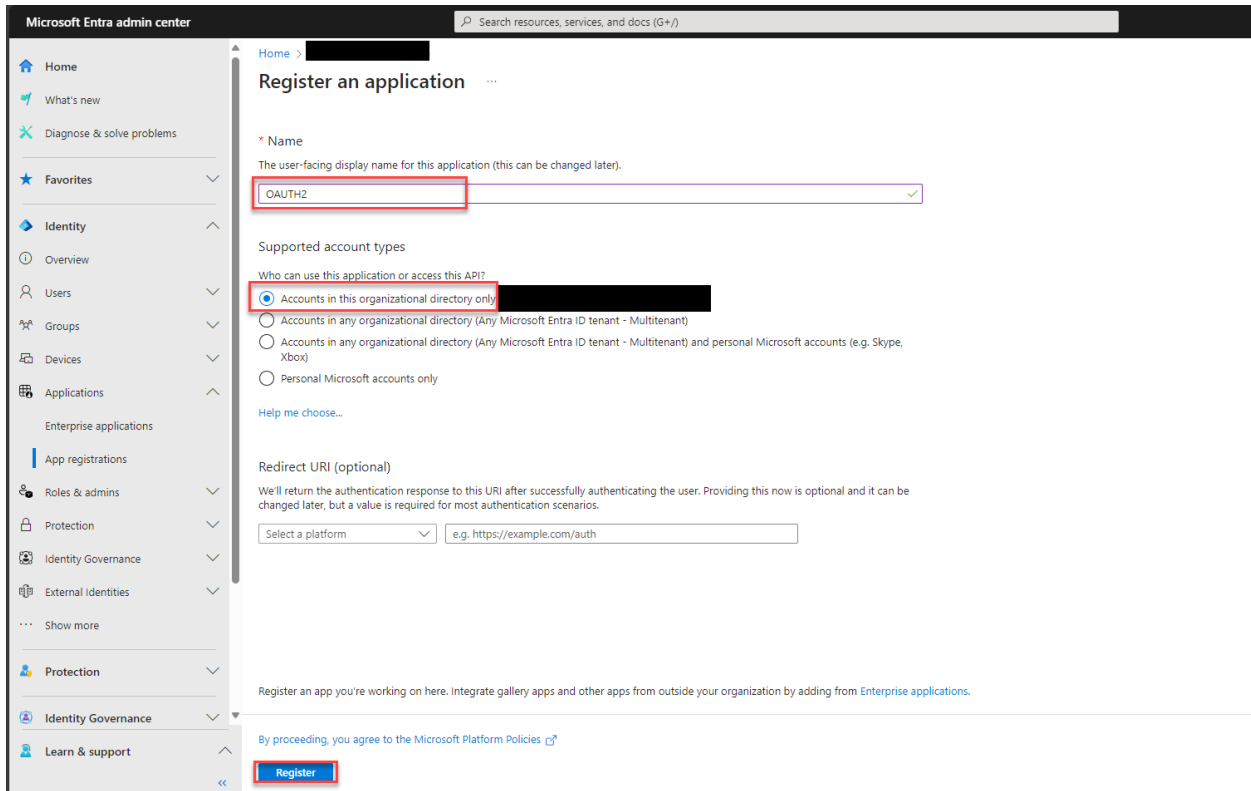 Microsoft Entra admin center
Search resources, services, and docs (G+/)
Home
What's new
Diagnose & solve problems
Favorites
Identity
Overview
Users
Groups
Devices
Applications
Enterprise applications
App registrations
Roles & admins
Protection
Identity Governance
External Identities
Show more
Protection
Identity Governance
Learn & support
Home >
Register an application ...
* Name
The user-facing display name for this application (this can be changed later).
OAUTH2
Supported account types
Who can use this application or access this API?
Accounts in this organizational directory only
Accounts in any organizational directory (Any Microsoft Entra ID tenant - Multitenant)
Accounts in any organizational directory (Any Microsoft Entra ID tenant - Multitenant) and personal Microsoft accounts (e.g. Skype,
Xbox)
Personal Microsoft accounts only
Help me choose...
Redirect URI (optional)
We'll return the authentication response to this URI after successfully authenticating the user. Providing this now is optional and it can be
changed later, but a value is required for most authentication scenarios.
Select a platform
e.g. https://example.com/auth
Register an app you're working on here. Integrate gallery apps and other apps from outside your organization by adding from Enterprise applications.
By proceeding, you agree to the Microsoft Platform Policies
Register